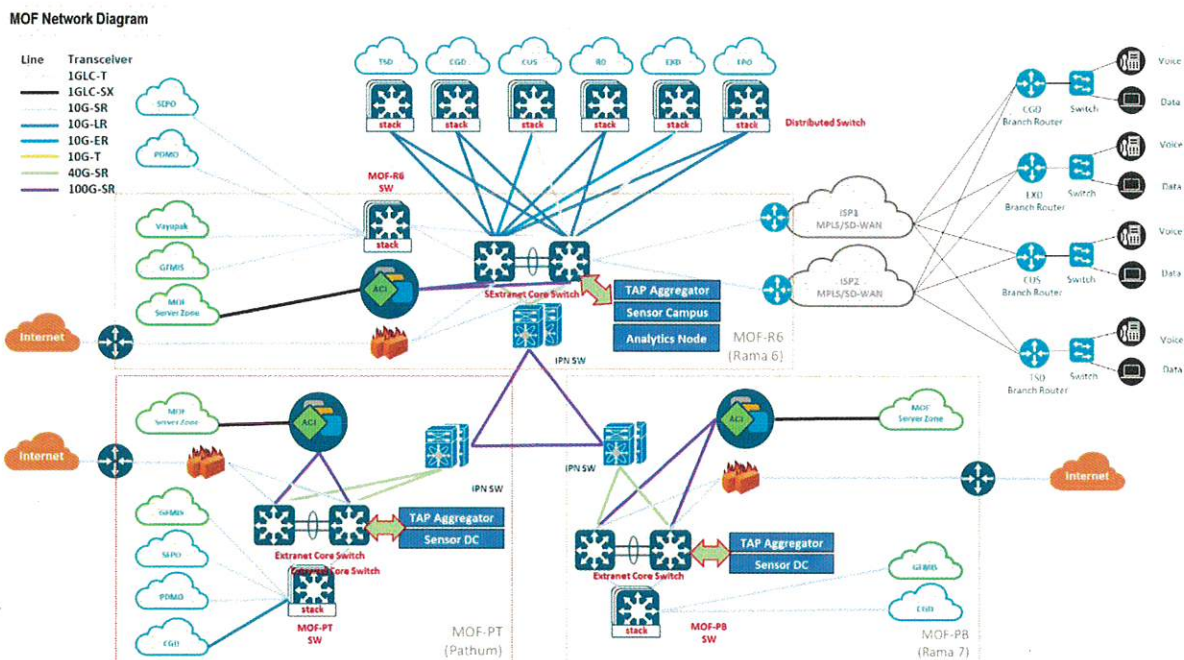 MOF Network Diagram
Line Transceiver
1GLC-T
1GLC-SX
10G-SR
10G-LR
10G-ER
10G-T
40G-SR
100G-SR
TSD
CGD
CUS
RD
EXD
EPO
stack
stack
stack
stack
stack
stack
Distributed Switch
SEPO
PDMO
Vayupak
GFMIS
MOF
Server Zone
MOF-R6
SW
stack
ACI
SExtranet Core Switch
TAP Aggregator
Sensor Campus
Analytics Node
MOF-R6
(Rama 6)
Internet
IPN SW
ISP1
MPLS/SD-WAN
ISP2
MPLS/SD-WAN
CGD
Branch Router
Switch
Voice
Data
EXD
Branch Router
Switch
Voice
Data
CUS
Branch Router
Switch
Voice
Data
TSD
Branch Router
Switch
Voice
Data
MOF
Server Zone
ACI
Internet
IPN SW
GFMIS
SEPO
PDMO
CGD
TAP Aggregator
Sensor DC
Extranet Core Switch
stack
MOF-PT
SW
MOF-PT
(Pathum)
IPN SW
ACI
MOF
Server Zone
Internet
TAP Aggregator
Sensor DC
Extranet Core Switch
stack
MOF-PB
SW
GFMIS
CGD
MOF-PB
(Rama 7)